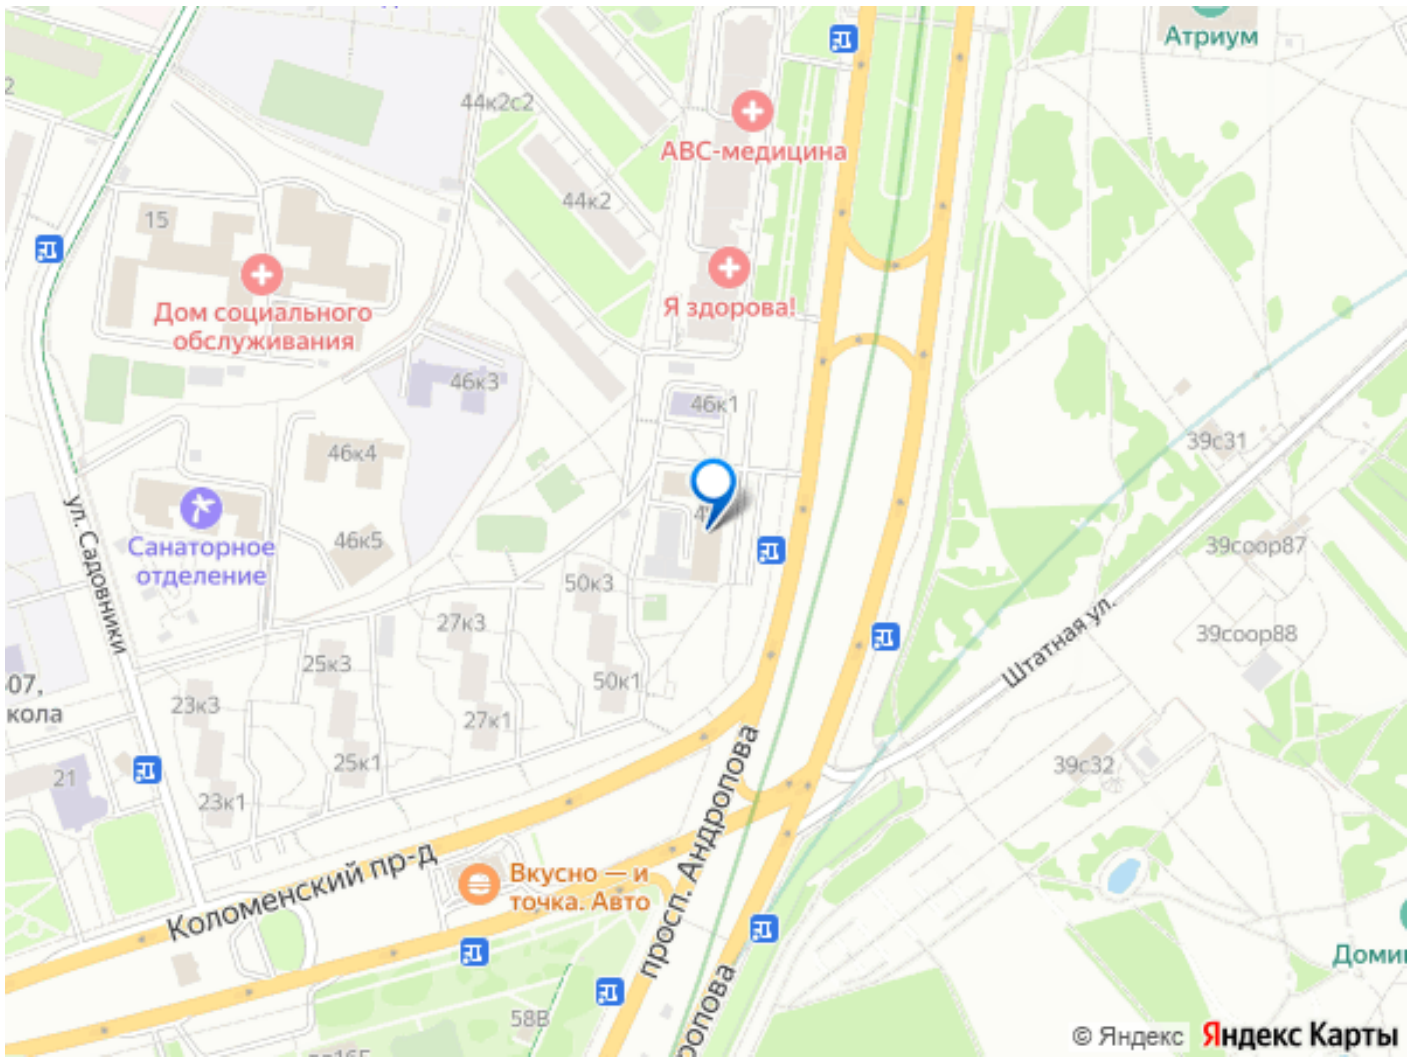 Атриум
44к2с2
АВС-медицина
44к2
15
Я здорова!
Дом социального
обслуживания
46к3
46к1
46к4
39с31
ул. Садовники
Санаторное
отделение
46к5
39соор87
50к3
27к3
Штатная ул.
39соор88
25к3
07,
кола
23к3
50к1
27к1
просп. Андропова
25к1
39с32
21
23к1
Коломенский пр-д
Вкусно — и
точка. Авто
Доми
58В
ропова
© Яндекс Яндекс Карты